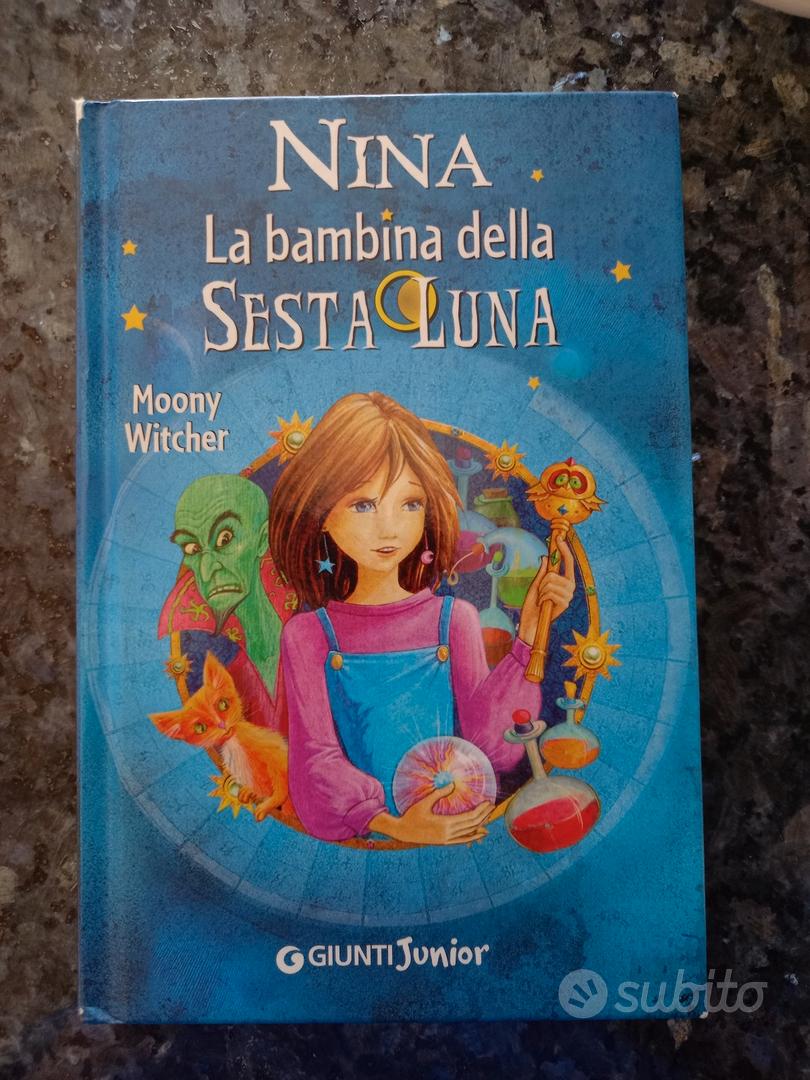 NINA
La bambina della
SESTA LUNA
Moony
Witcher
GIUNTI Junior
subito